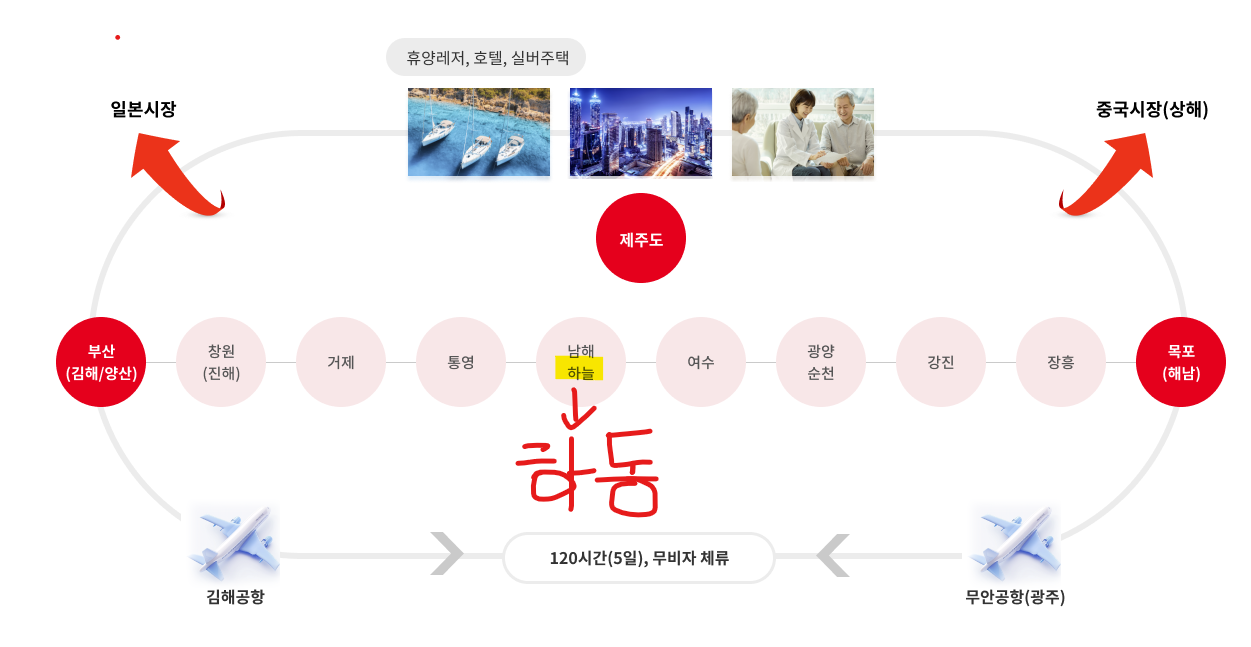 휴양레저, 호텔, 실버주택
일본시장
중국시장(상해)
제주도
부산
(김해/양산)
창원
(진해)
거제
통영
남해
하늘
여수
광양
순천
강진
장흥
목포
(해남)
하동
120시간(5일), 무비자 체류
김해공항
무안공항(광주)